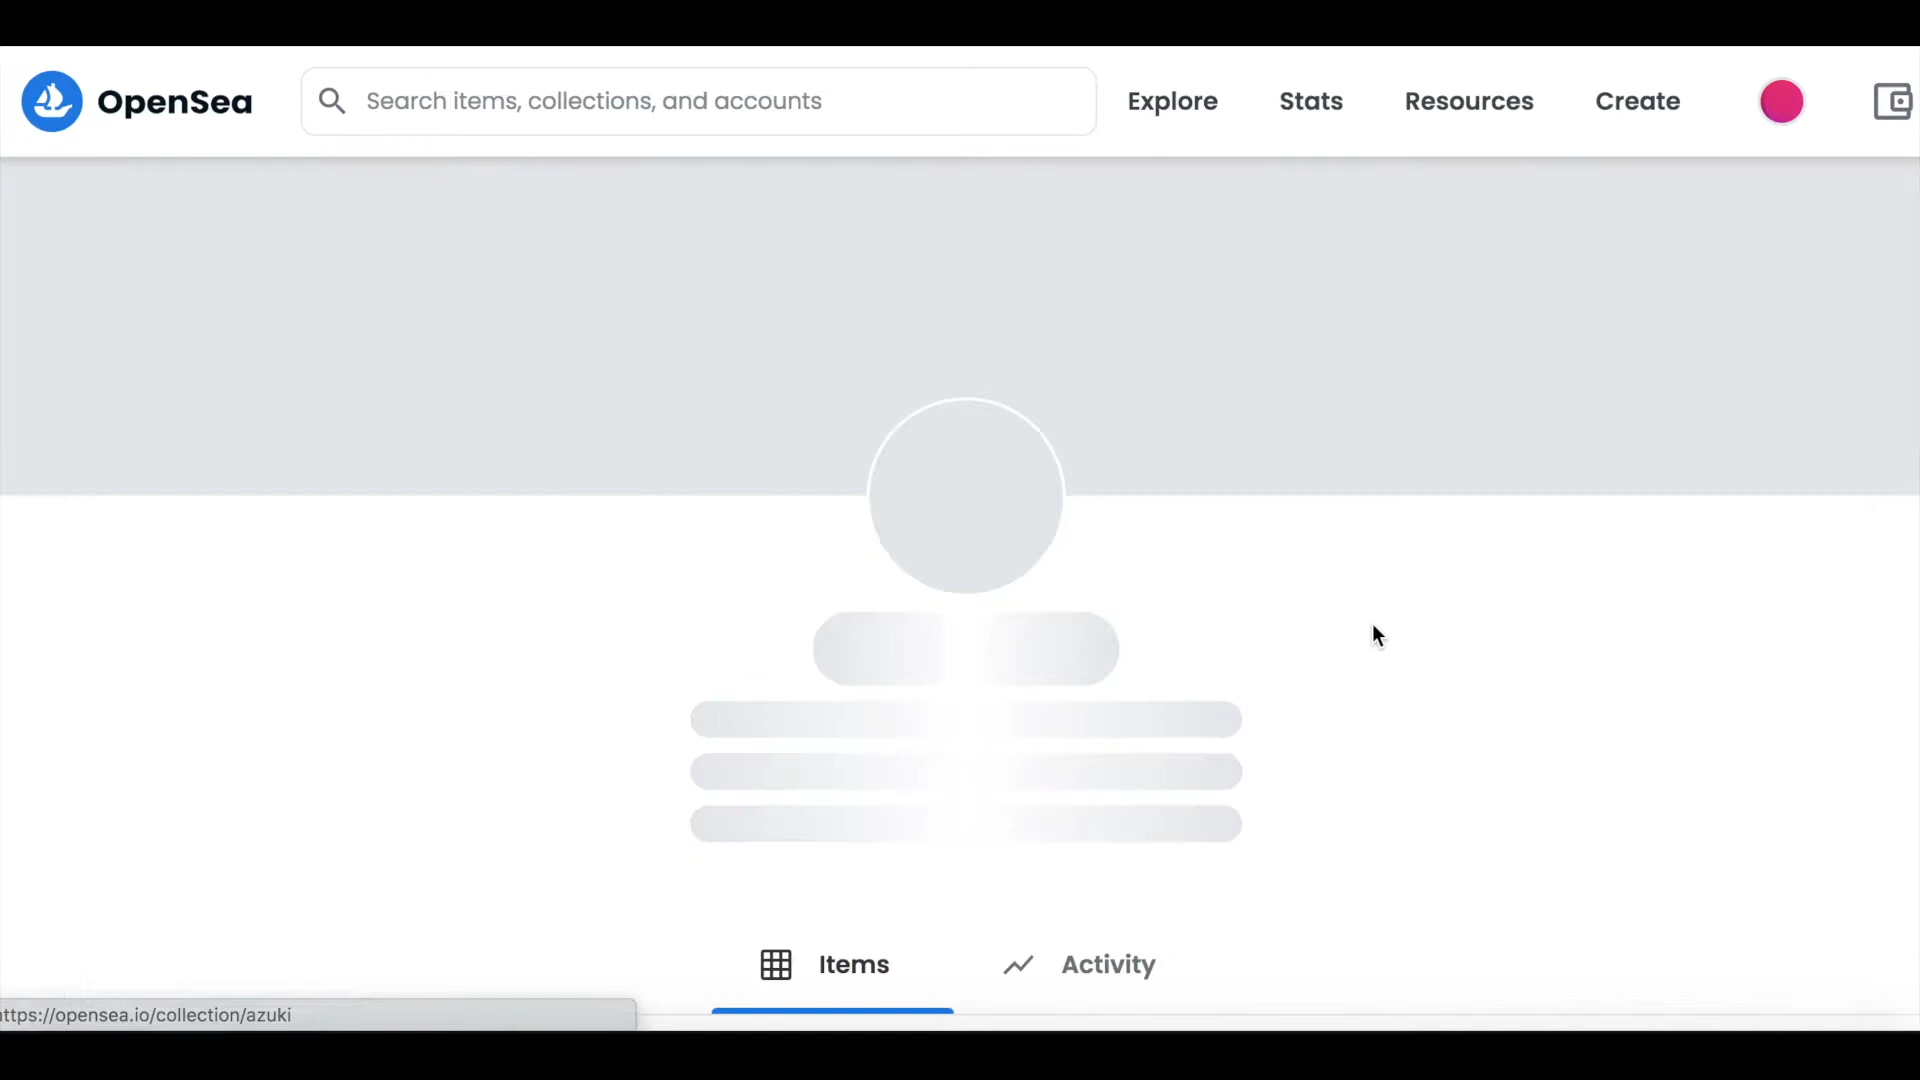 OpenSea
Search items, collections, and accounts
Explore
Stats
Resources
Create
Items
Activity
ttps://opensea.io/collection/azuki